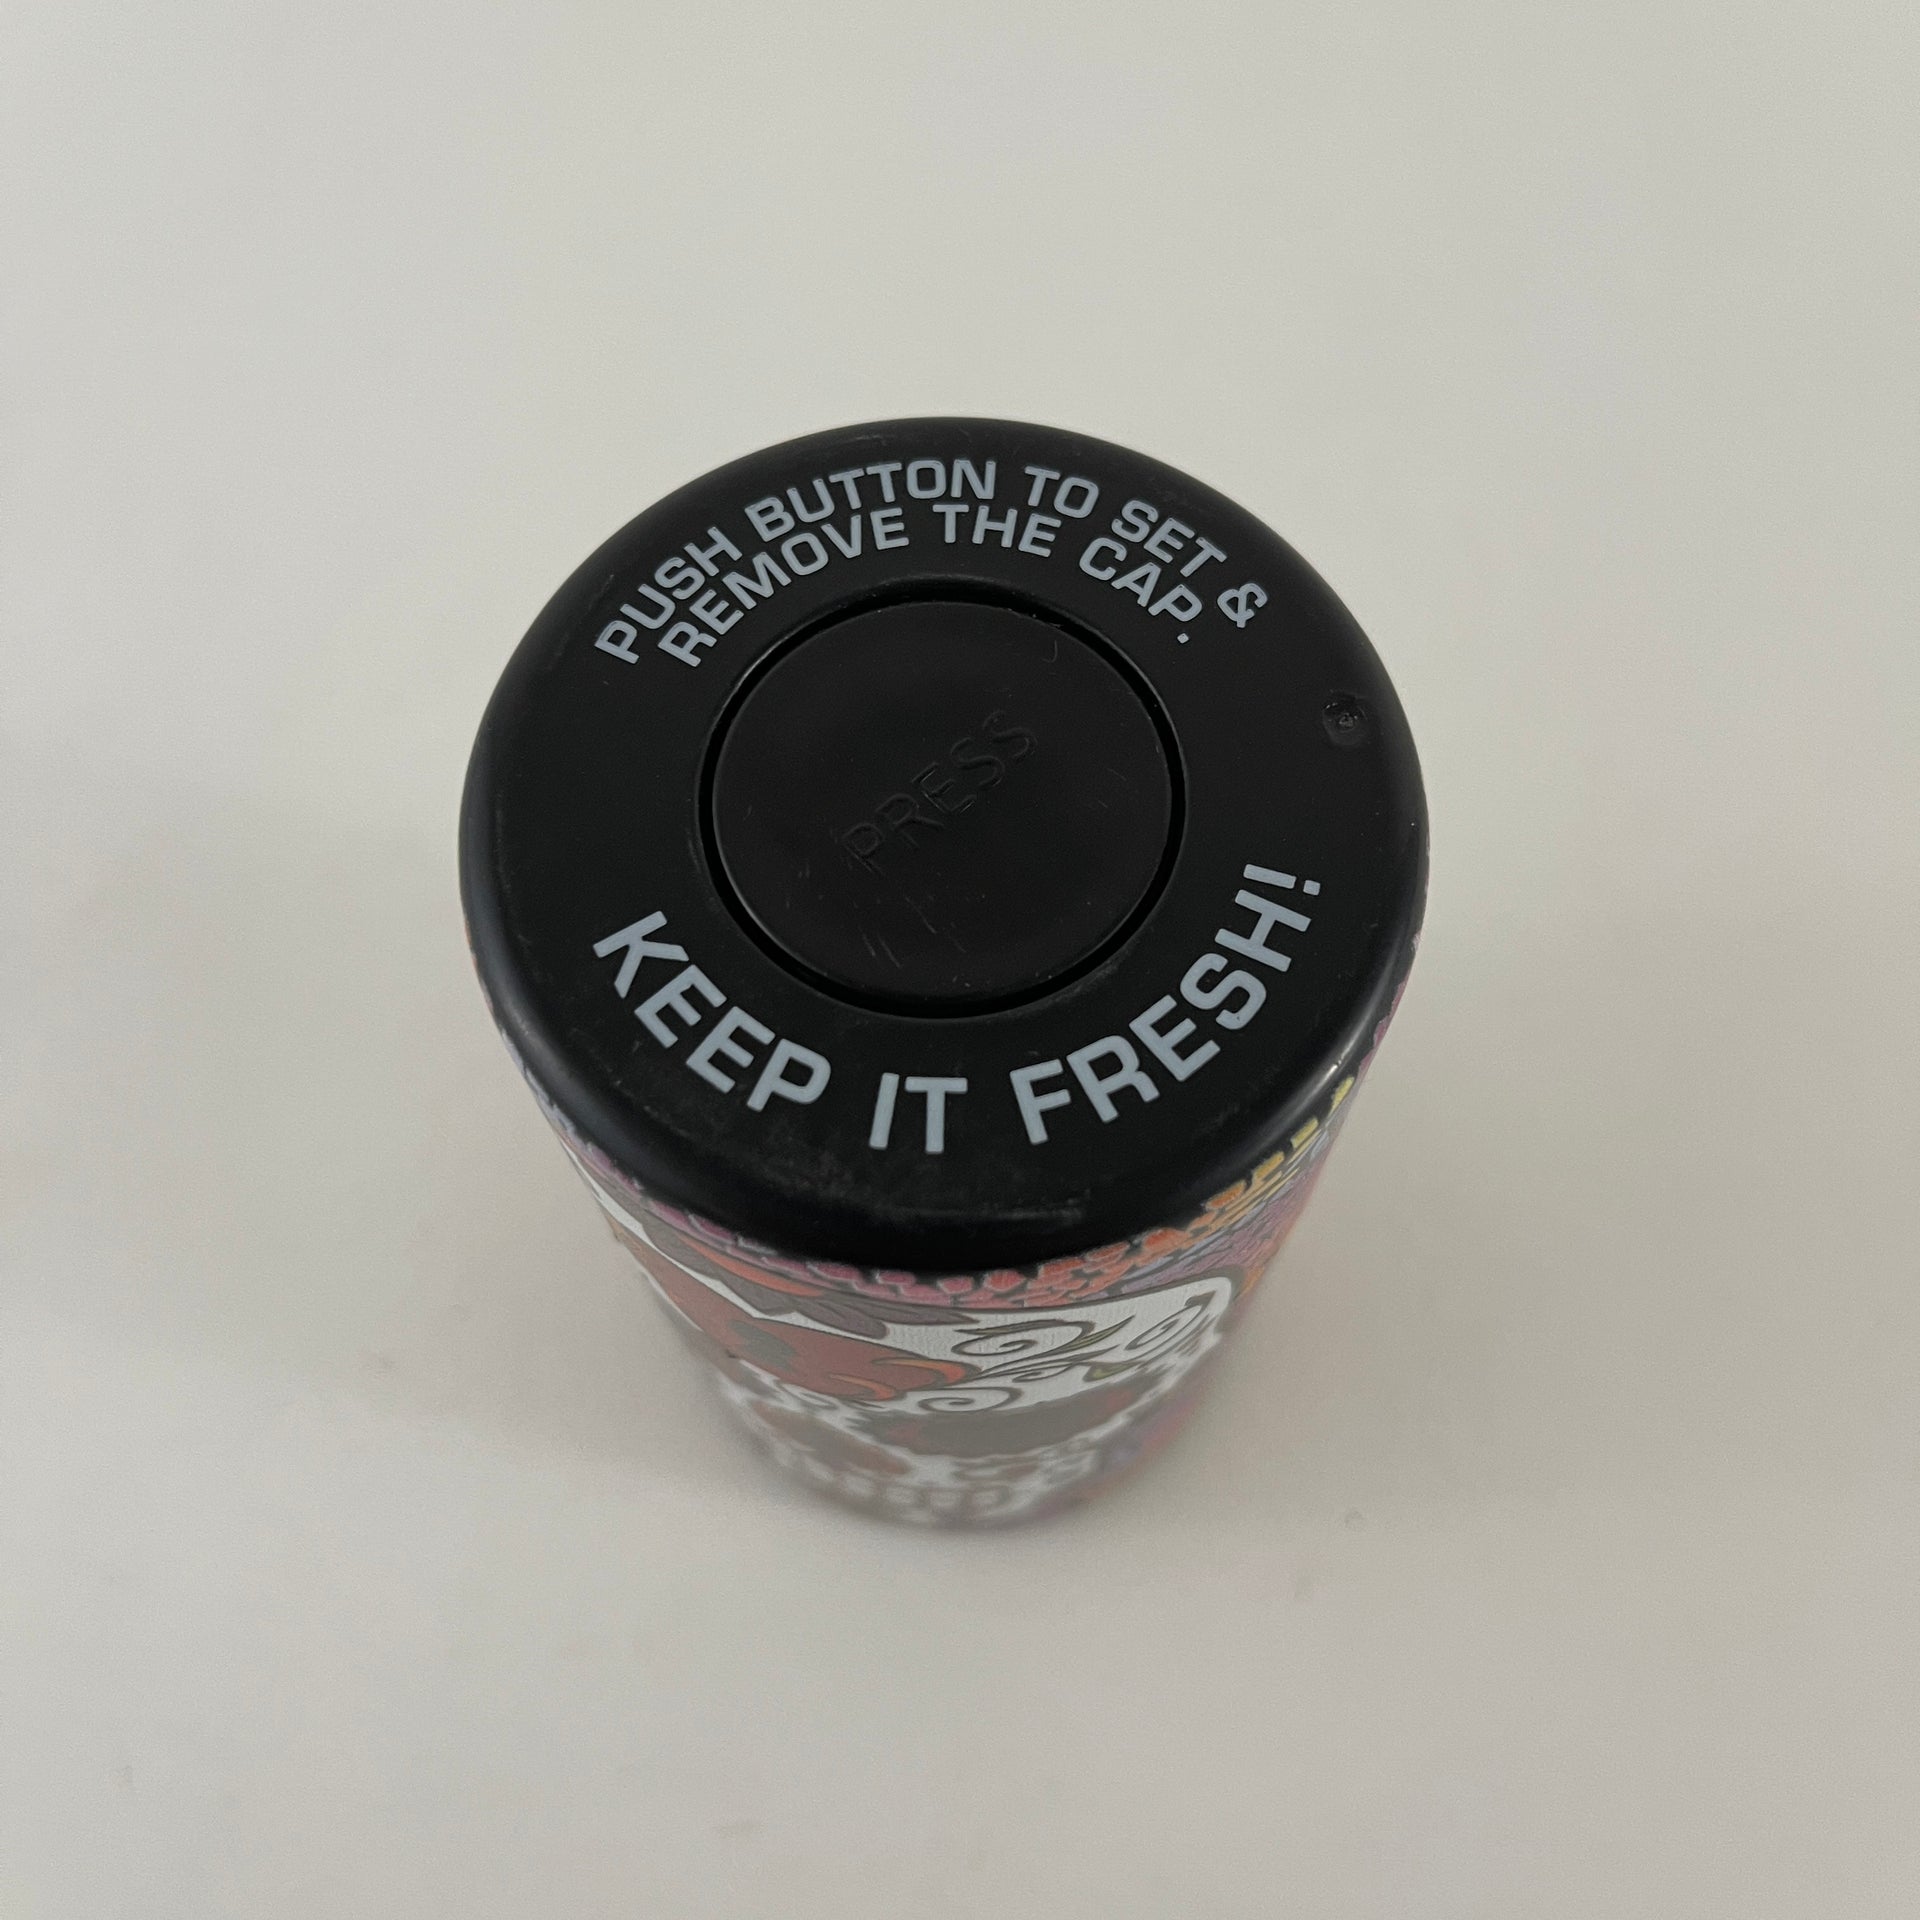 PUSH BUTTON TO SET &
REMOVE THE CAP.
PRESS
KEEP IT FRESH!